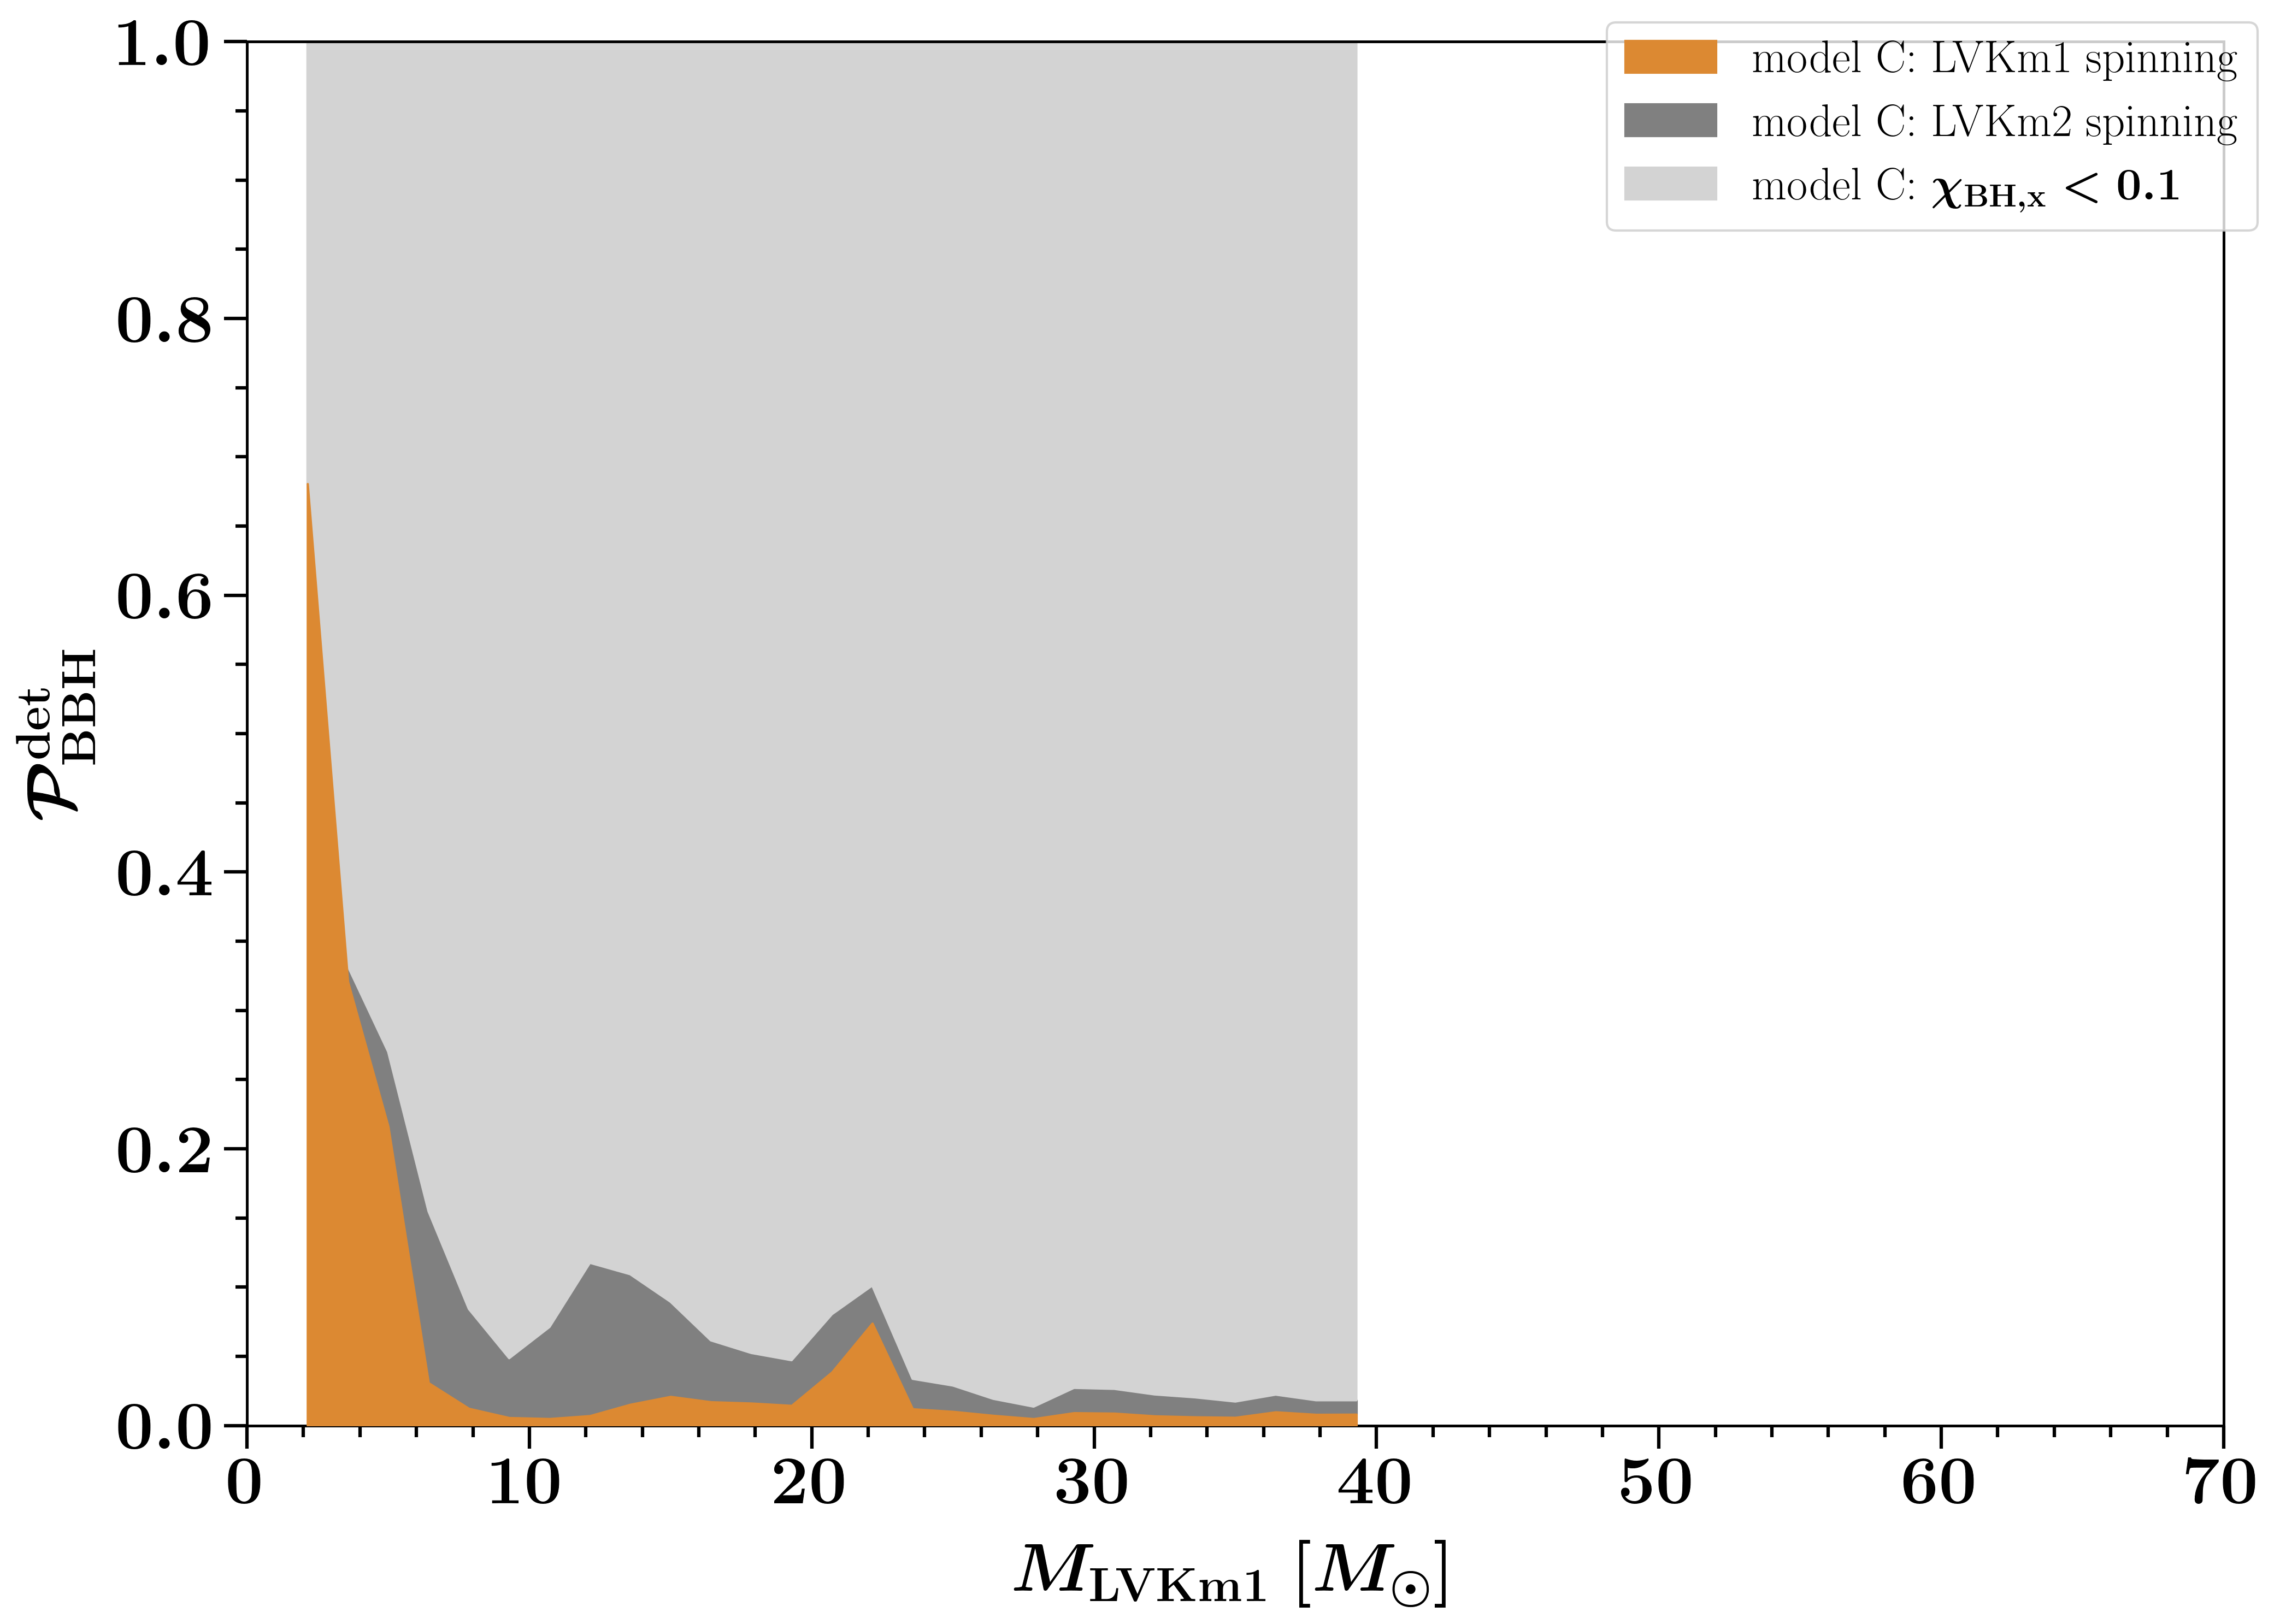 model C: LVKm1 spinning
model C: LVKm2 spinning
model C: χBH,x < 0.1
1.0
0.8
0.6
0.4
0.2
0.0
𝒫detBBH
0 10 20 30 40 50 60 70
MLVKm1 [M⊙]